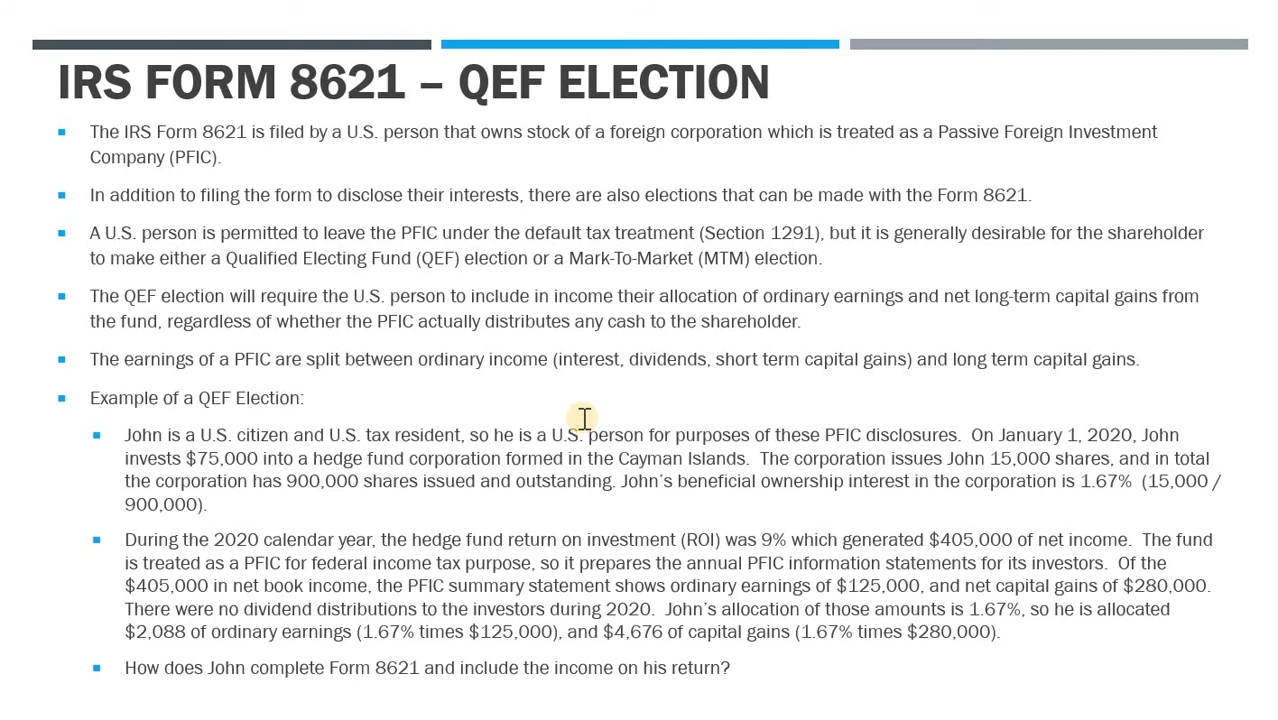 IRS FORM 8621 – QEF ELECTION
The IRS Form 8621 is filed by a U.S. person that owns stock of a foreign corporation which is treated as a Passive Foreign Investment
Company (PFIC).
In addition to filing the form to disclose their interests, there are also elections that can be made with the Form 8621.
A U.S. person is permitted to leave the PFIC under the default tax treatment (Section 1291), but it is generally desirable for the shareholder
to make either a Qualified Electing Fund (QEF) election or a Mark-To-Market (MTM) election.
The QEF election will require the U.S. person to include in income their allocation of ordinary earnings and net long-term capital gains from
the fund, regardless of whether the PFIC actually distributes any cash to the shareholder.
The earnings of a PFIC are split between ordinary income (interest, dividends, short term capital gains) and long term capital gains.
Example of a QEF Election:
John is a U.S. citizen and U.S. tax resident, so he is a U.S. person for purposes of these PFIC disclosures. On January 1, 2020, John
invests $75,000 into a hedge fund corporation formed in the Cayman Islands. The corporation issues John 15,000 shares, and in total
the corporation has 900,000 shares issued and outstanding. John's beneficial ownership interest in the corporation is 1.67% (15,000 /
900,000).
During the 2020 calendar year, the hedge fund return on investment (ROI) was 9% which generated $405,000 of net income. The fund
is treated as a PFIC for federal income tax purpose, so it prepares the annual PFIC information statements for its investors. Of the
$405,000 in net book income, the PFIC summary statement shows ordinary earnings of $125,000, and net capital gains of $280,000.
There were no dividend distributions to the investors during 2020. John's allocation of those amounts is 1.67%, so he is allocated
$2,088 of ordinary earnings (1.67% times $125,000), and $4,676 of capital gains (1.67% times $280,000).
How does John complete Form 8621 and include the income on his return?